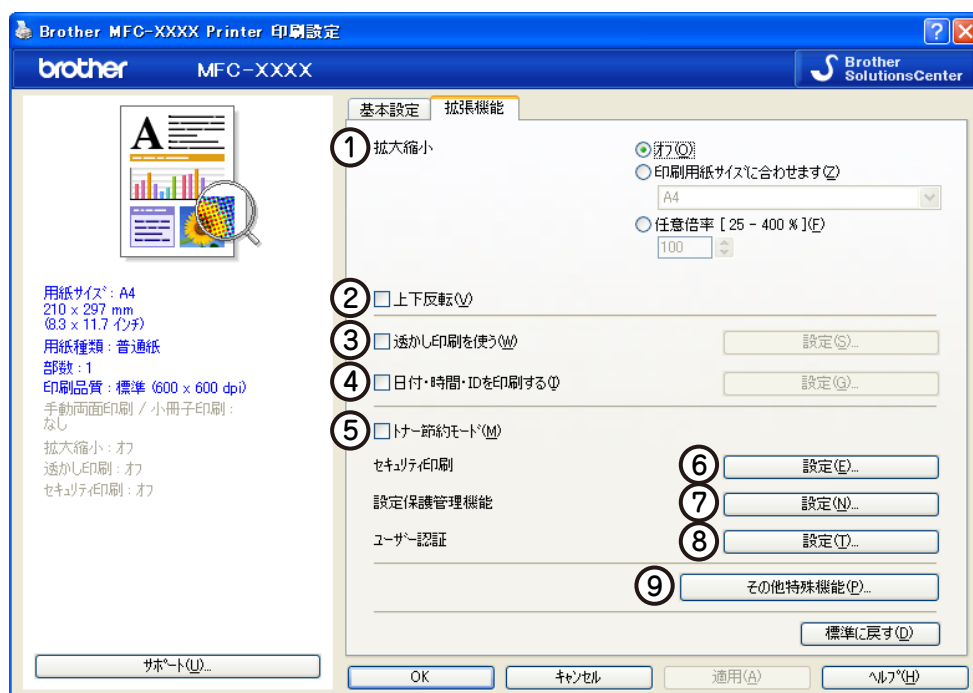 Brother MFC-XXXX Printer 印刷設定
brother MFC-XXXX
Brother
SolutionsCenter
A
用紙サイズ : A4
210 x 297 mm
(8.3 x 11.7 インチ)
用紙種類 : 普通紙
部数 : 1
印刷品質 : 標準 (600 x 600 dpi)
手動両面印刷 / 小冊子印刷 :
なし
拡大縮小 : オフ
透かし印刷 : オフ
セキュリティ印刷 : オフ
サポート(U)...
基本設定 拡張機能
① 拡大縮小 オフ(O)
印刷用紙サイズに合わせます(Z)
A4
任意倍率 [ 25 - 400 % ](F)
100
② 上下反転(V)
③ 透かし印刷を使う(W) 設定(S)...
④ 日付・時間・IDを印刷する(I) 設定(G)...
⑤ トナー節約モード(M)
セキュリティ印刷 ⑥ 設定(E)...
設定保護管理機能 ⑦ 設定(N)...
ユーザー認証 ⑧ 設定(T)...
⑨ その他特殊機能(P)...
標準に戻す(D)
OK キャンセル 適用(A) ヘルプ(H)